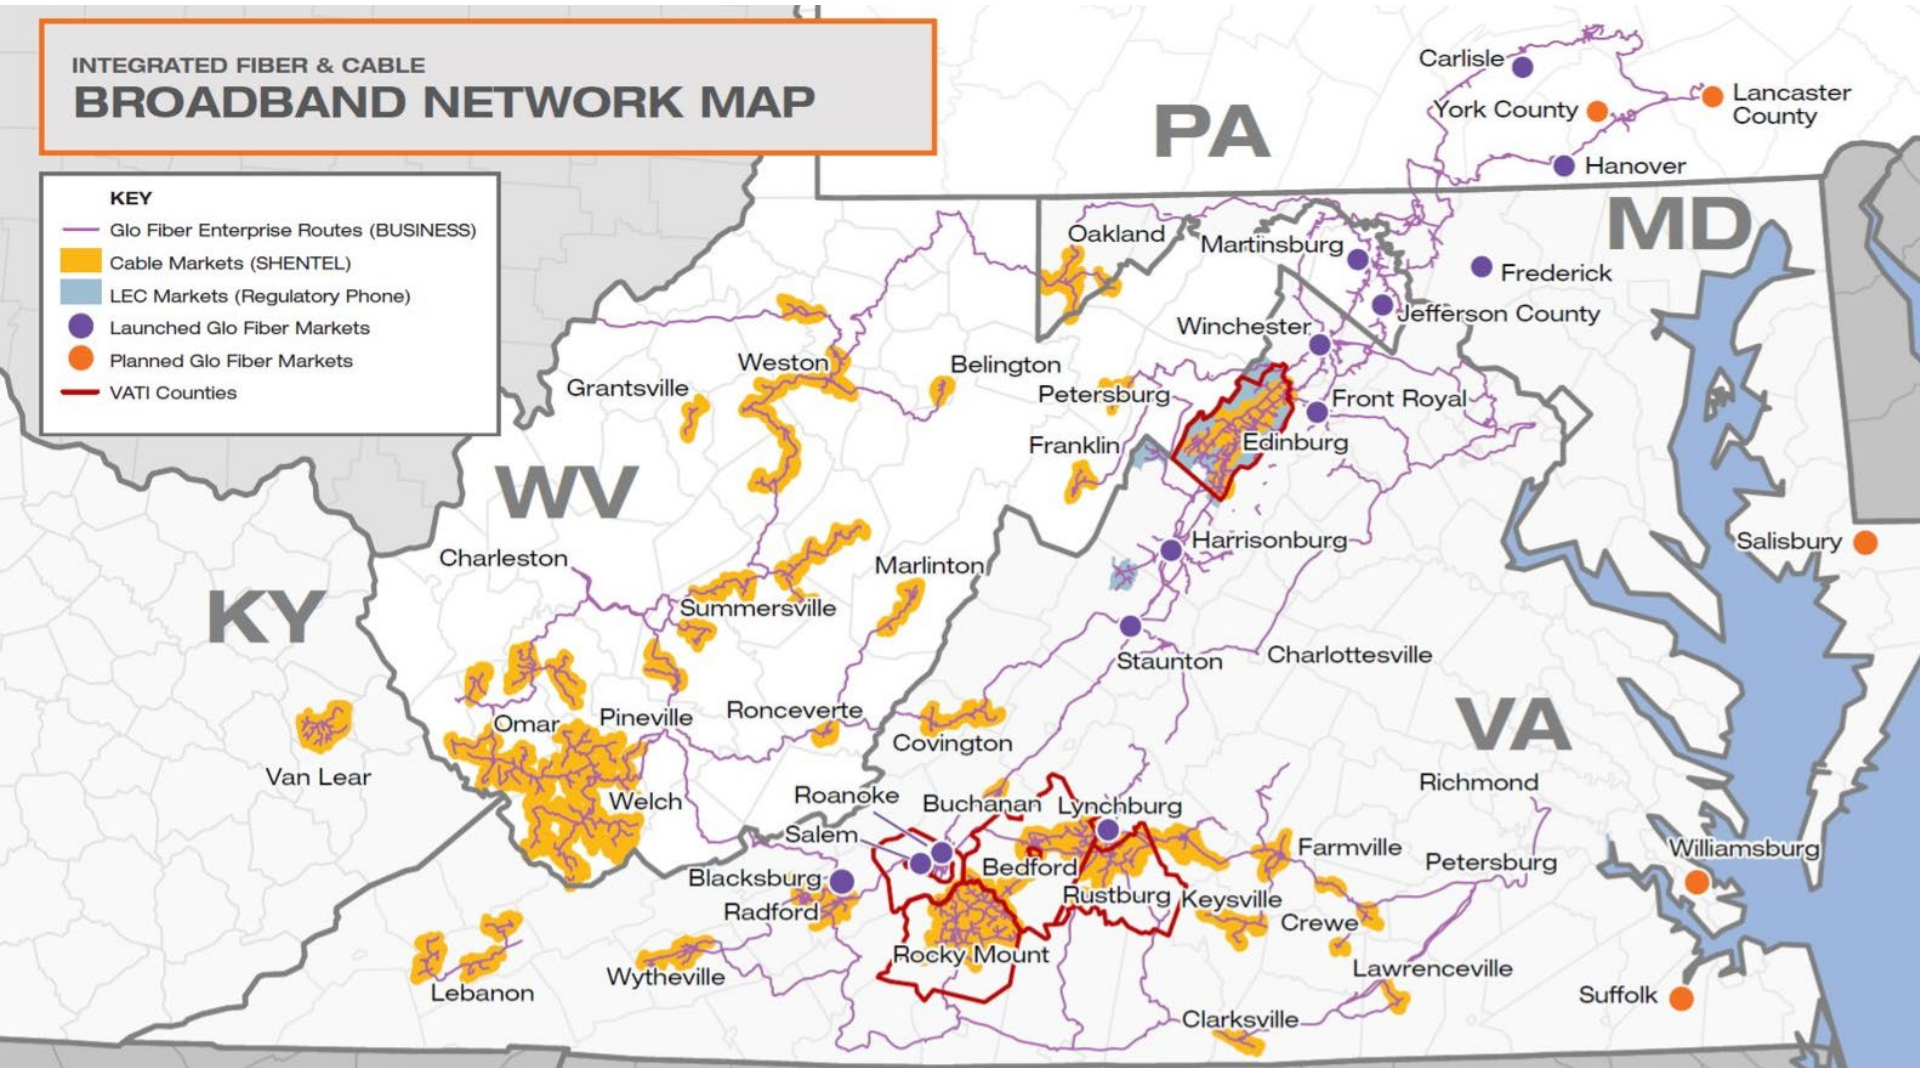 INTEGRATED FIBER & CABLE
BROADBAND NETWORK MAP
KEY
Glo Fiber Enterprise Routes (BUSINESS)
Cable Markets (SHENTEL)
LEC Markets (Regulatory Phone)
Launched Glo Fiber Markets
Planned Glo Fiber Markets
VATI Counties
Carlisle
York County
Lancaster
County
PA
Hanover
MD
Oakland
Martinsburg
Frederick
Jefferson County
Winchester
Weston
Belington
Grantsville
Petersburg
Front Royal
Franklin
Edinburg
WV
Harrisonburg
Salisbury
Charleston
Marlinton
KY
Summersville
Staunton
Charlottesville
Omar
Pineville
Ronceverte
VA
Covington
Van Lear
Richmond
Welch
Roanoke
Buchanan
Lynchburg
Salem
Farmville
Williamsburg
Bedford
Petersburg
Blacksburg
Rustburg
Keysville
Radford
Crewe
Rocky Mount
Wytheville
Lawrenceville
Lebanon
Suffolk
Clarksville